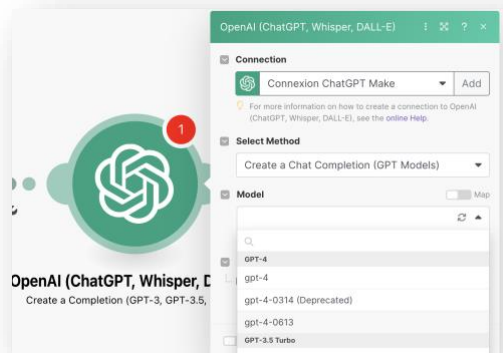 OpenAI (ChatGPT, Whisper, DALL-E)
?
Connection
Connexion ChatGPT Make
Add
For more information on how to create a connection to OpenAI
(ChatGPT, Whisper, DALL-E), see the online Help.
Select Method
Create a Chat Completion (GPT Models)
Model
Map
GPT-4
gpt-4
gpt-4-0314 (Deprecated)
gpt-4-0613
GPT-3.5 Turbo
1
OpenAI (ChatGPT, Whisper, D
Create a Completion (GPT-3, GPT-3.5,